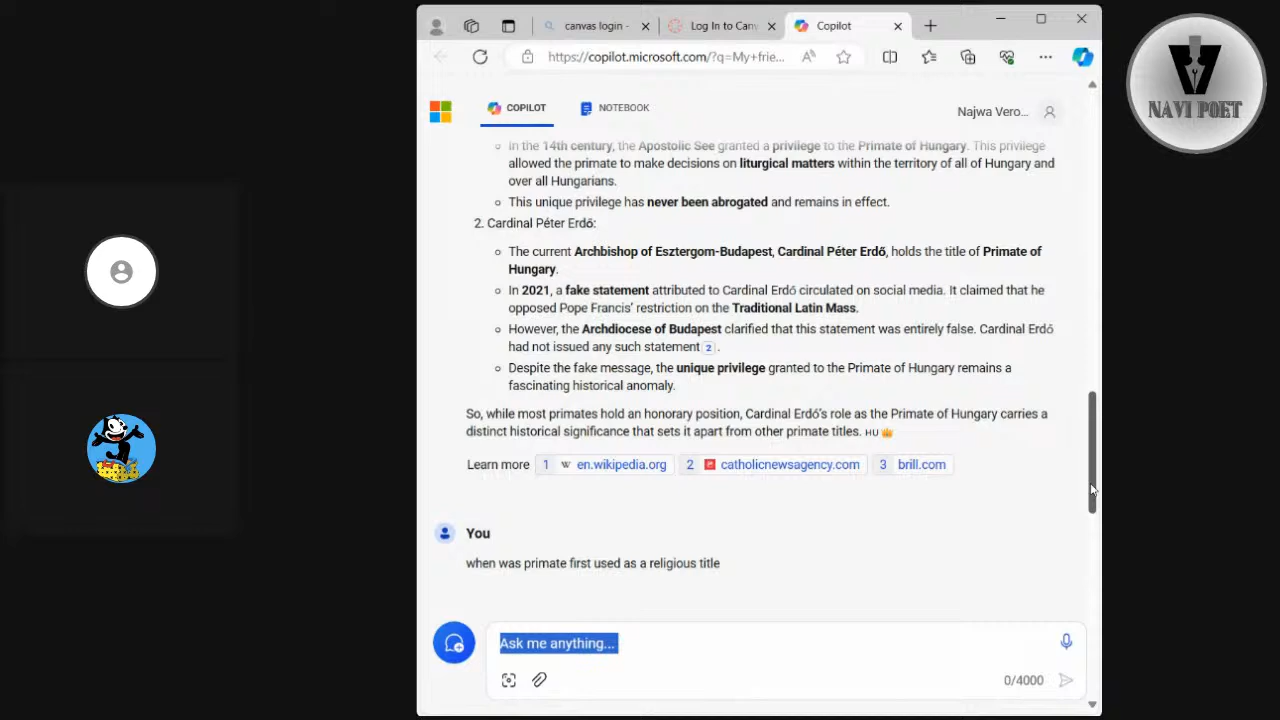 canvas login -
Log In to Canv
Copilot
https://copilot.microsoft.com/?q=My+frie...
NAVI POET
COPILOT
NOTEBOOK
Najwa Vero...
In the 14th century, the Apostolic See granted a privilege to the Primate of Hungary. This privilege
allowed the primate to make decisions on liturgical matters within the territory of all of Hungary and
over all Hungarians.
This unique privilege has never been abrogated and remains in effect.
2. Cardinal Péter Erdő:
The current Archbishop of Esztergom-Budapest, Cardinal Péter Erdő, holds the title of Primate of
Hungary.
In 2021, a fake statement attributed to Cardinal Erdő circulated on social media. It claimed that he
opposed Pope Francis’ restriction on the Traditional Latin Mass.
However, the Archdiocese of Budapest clarified that this statement was entirely false. Cardinal Erdő
had not issued any such statement 2 .
Despite the fake message, the unique privilege granted to the Primate of Hungary remains a
fascinating historical anomaly.
So, while most primates hold an honorary position, Cardinal Erdő’s role as the Primate of Hungary carries a
distinct historical significance that sets it apart from other primate titles. HU
Learn more 1 W en.wikipedia.org 2 catholicnewsagency.com 3 brill.com
You
when was primate first used as a religious title
Ask me anything...
0/4000